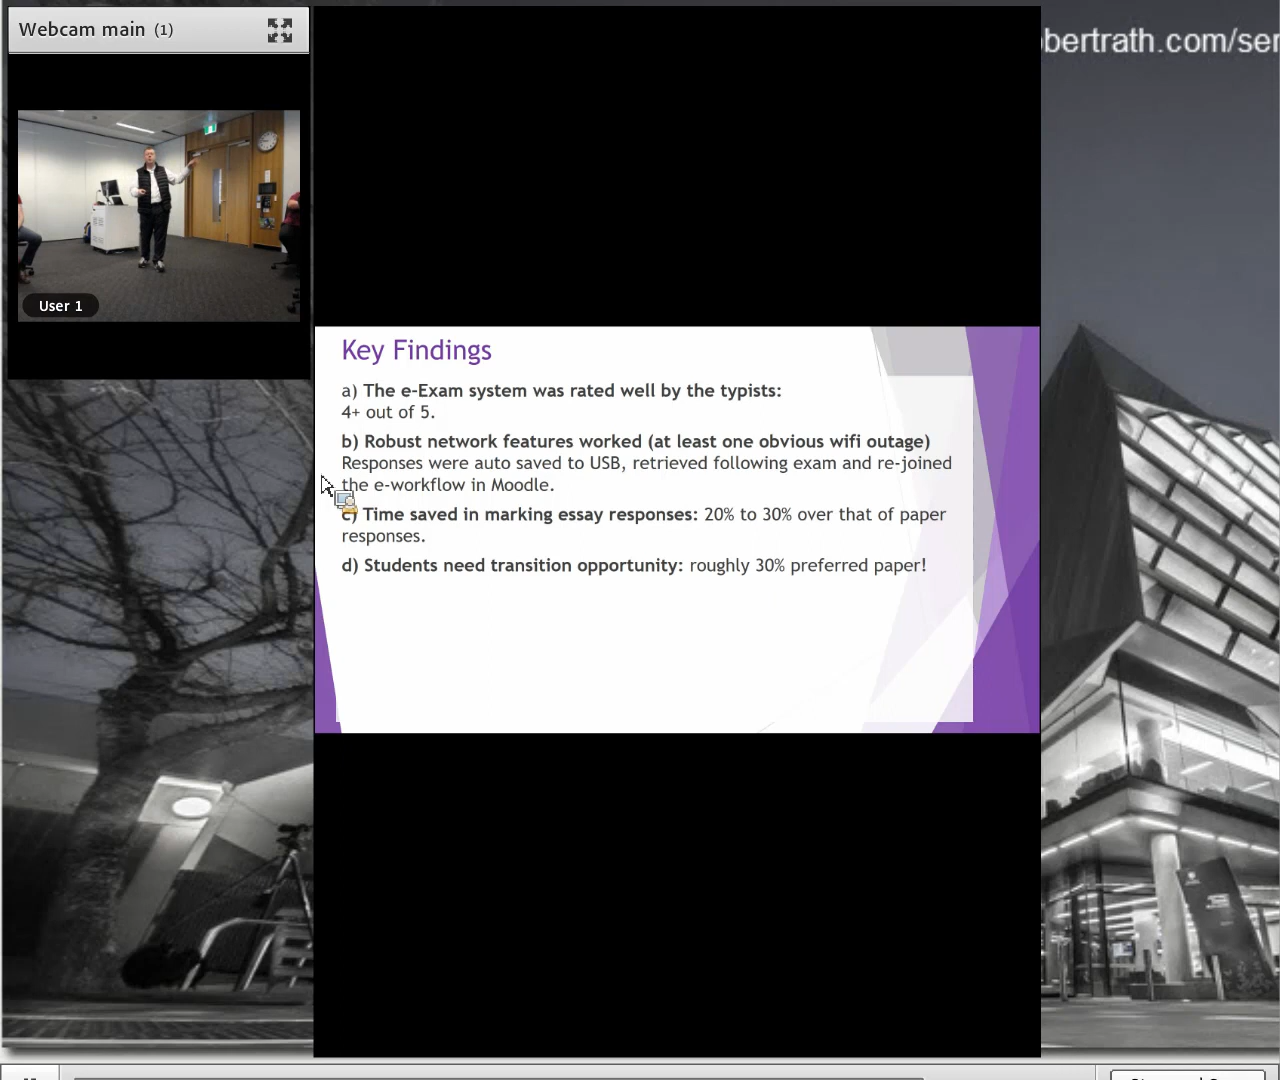 Webcam main (1)
bertrath.com/ser
User 1
Key Findings
a) The e-Exam system was rated well by the typists:
4+ out of 5.
b) Robust network features worked (at least one obvious wifi outage)
Responses were auto saved to USB, retrieved following exam and re-joined
the e-workflow in Moodle.
c) Time saved in marking essay responses: 20% to 30% over that of paper
responses.
d) Students need transition opportunity: roughly 30% preferred paper!